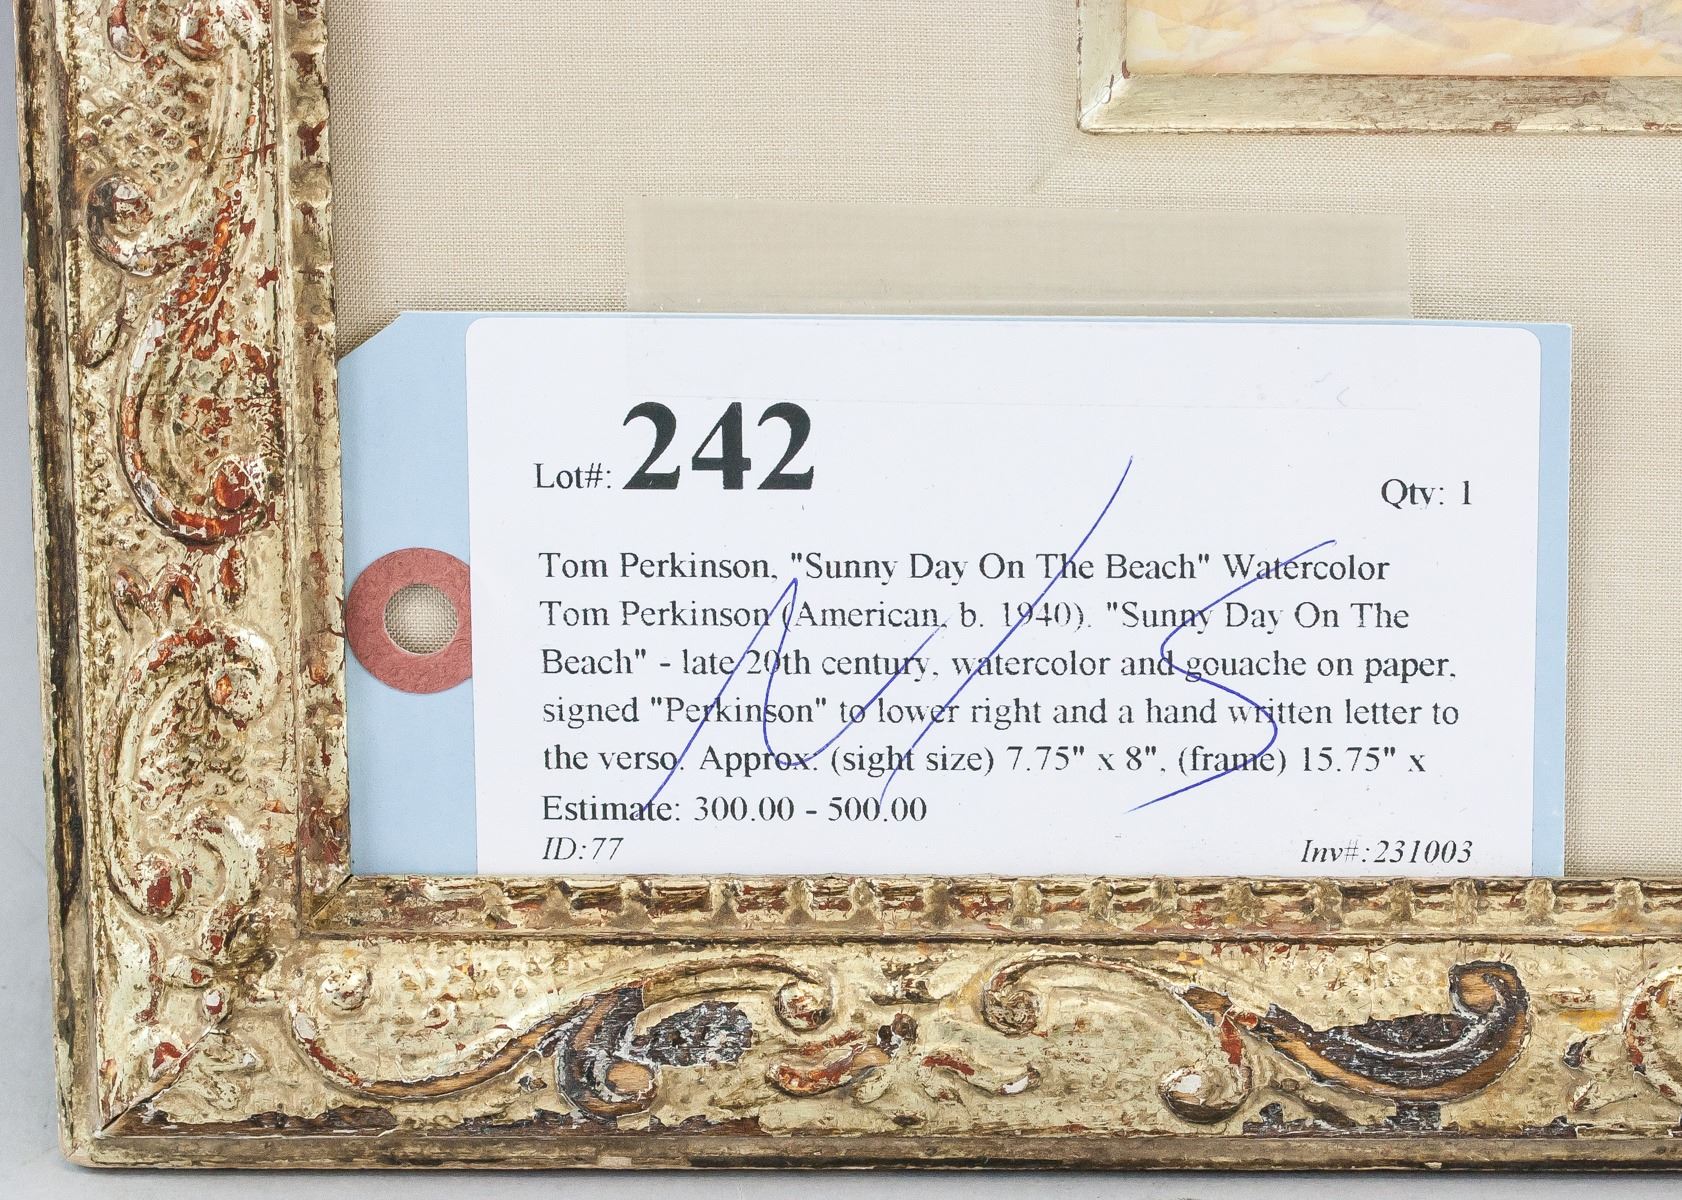 Lot#: 242
Qty: 1
Tom Perkinson, "Sunny Day On The Beach" Watercolor
Tom Perkinson (American, b. 1940). "Sunny Day On The
Beach" - late 20th century, watercolor and gouache on paper,
signed "Perkinson" to lower right and a hand written letter to
the verso. Approx: (sight size) 7.75" x 8", (frame) 15.75" x
Estimate: 300.00 - 500.00
ID:77
Inv#:231003